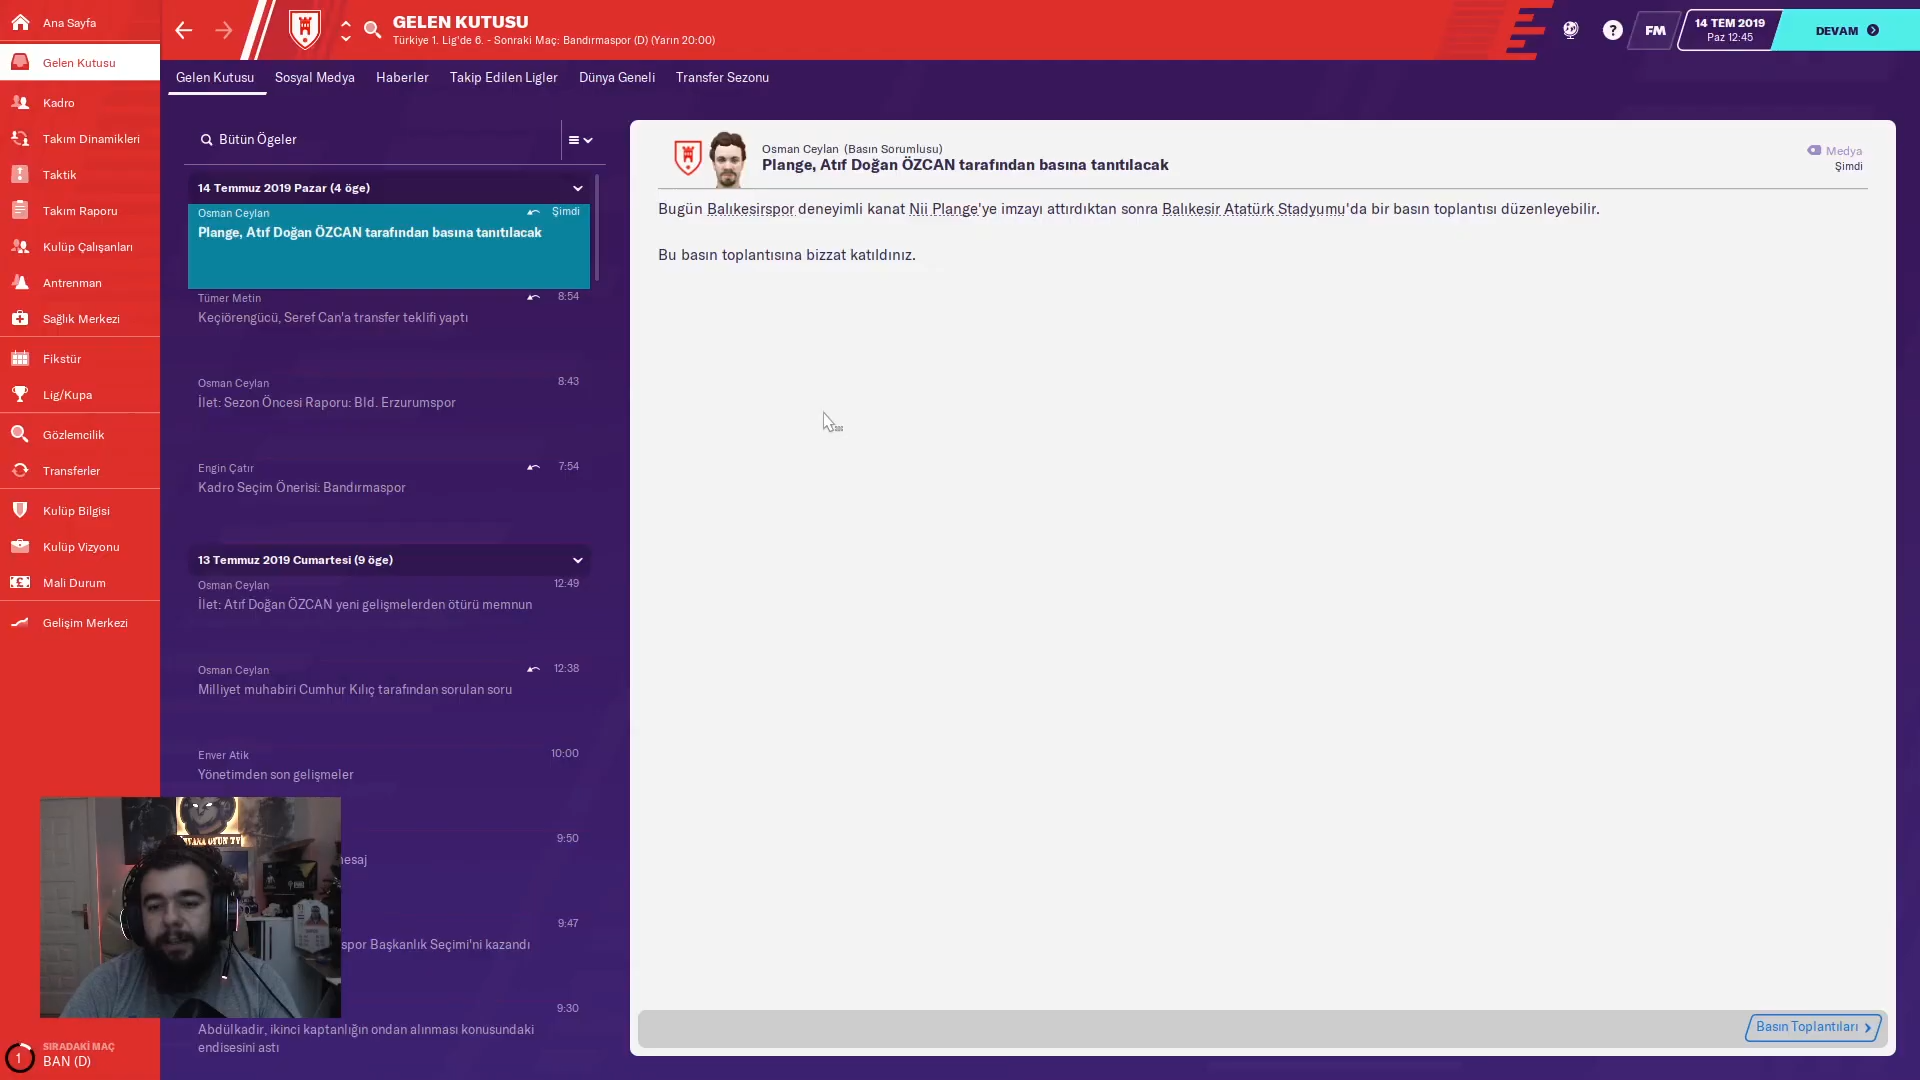 Ana Sayfa
Gelen Kutusu
Kadro
Takım Dinamikleri
Taktik
Takım Raporu
Kulüp Çalışanları
Antrenman
Sağlık Merkezi
Fikstür
Lig/Kupa
Gözlemcilik
Transferler
Kulüp Bilgisi
Kulüp Vizyonu
Mali Durum
Gelişim Merkezi
SIRADAKİ MAÇ
1
BAN (D)
GELEN KUTUSU
Türkiye 1. Lig'de 6. - Sonraki Maç: Bandırmaspor (D) (Yarın 20:00)
?
FM
14 TEM 2019
Paz 12:45
DEVAM
Gelen Kutusu Sosyal Medya Haberler Takip Edilen Ligler Dünya Geneli Transfer Sezonu
Bütün Ögeler
14 Temmuz 2019 Pazar (4 öge)
Osman Ceylan Şimdi
Plange, Atıf Doğan ÖZCAN tarafından basına tanıtılacak
Tümer Metin 8:54
Keçiörengücü, Seref Can'a transfer teklifi yaptı
Osman Ceylan 8:43
İlet: Sezon Öncesi Raporu: Bld. Erzurumspor
Engin Çatır 7:54
Kadro Seçim Önerisi: Bandırmaspor
13 Temmuz 2019 Cumartesi (9 öge)
Osman Ceylan 12:49
İlet: Atıf Doğan ÖZCAN yeni gelişmelerden ötürü memnun
Osman Ceylan 12:38
Milliyet muhabiri Cumhur Kılıç tarafından sorulan soru
Enver Atik 10:00
Yönetimden son gelişmeler
9:50
mesaj
9:47
spor Başkanlık Seçimi'ni kazandı
9:30
Abdülkadir, ikinci kaptanlığın ondan alınması konusundaki
endişesini astı
OYUN TV
Osman Ceylan (Basın Sorumlusu)
Plange, Atıf Doğan ÖZCAN tarafından basına tanıtılacak
Medya
Şimdi
Bugün Balıkesirspor deneyimli kanat Nii Plange'ye imzayı attırdıktan sonra Balıkesir Atatürk Stadyumu'da bir basın toplantısı düzenleyebilir.
Bu basın toplantısına bizzat katıldınız.
Basın Toplantıları